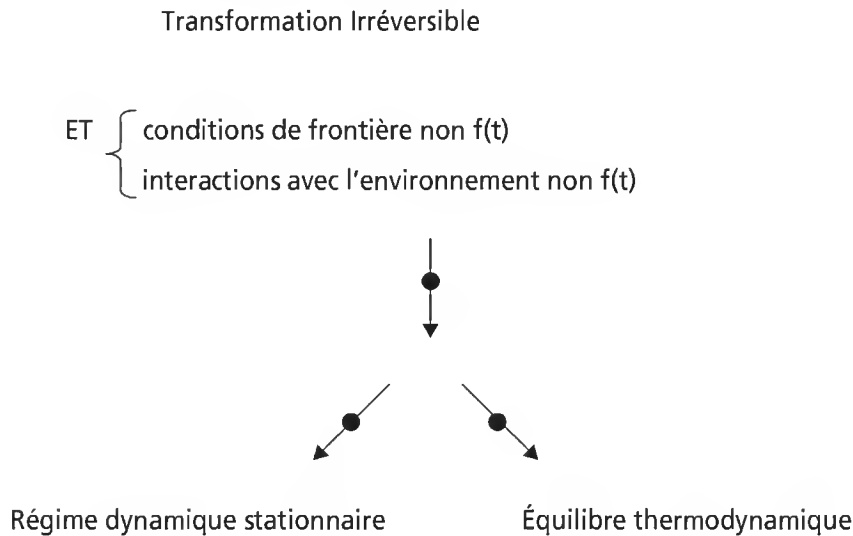 Transformation Irréversible
ET { conditions de frontière non f(t)
interactions avec l'environnement non f(t)
Régime dynamique stationnaire Équilibre thermodynamique